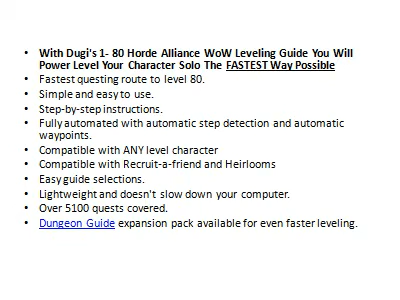 • With Dugi's 1- 80 Horde Alliance WoW Leveling Guide You Will
Power Level Your Character Solo The FASTEST Way Possible
• Fastest questing route to level 80.
• Simple and easy to use.
• Step-by-step instructions.
• Fully automated with automatic step detection and automatic
waypoints.
• Compatible with ANY level character
• Compatible with Recruit-a-friend and Heirlooms
• Easy guide selections.
• Lightweight and doesn't slow down your computer.
• Over 5100 quests covered.
• Dungeon Guide expansion pack available for even faster leveling.